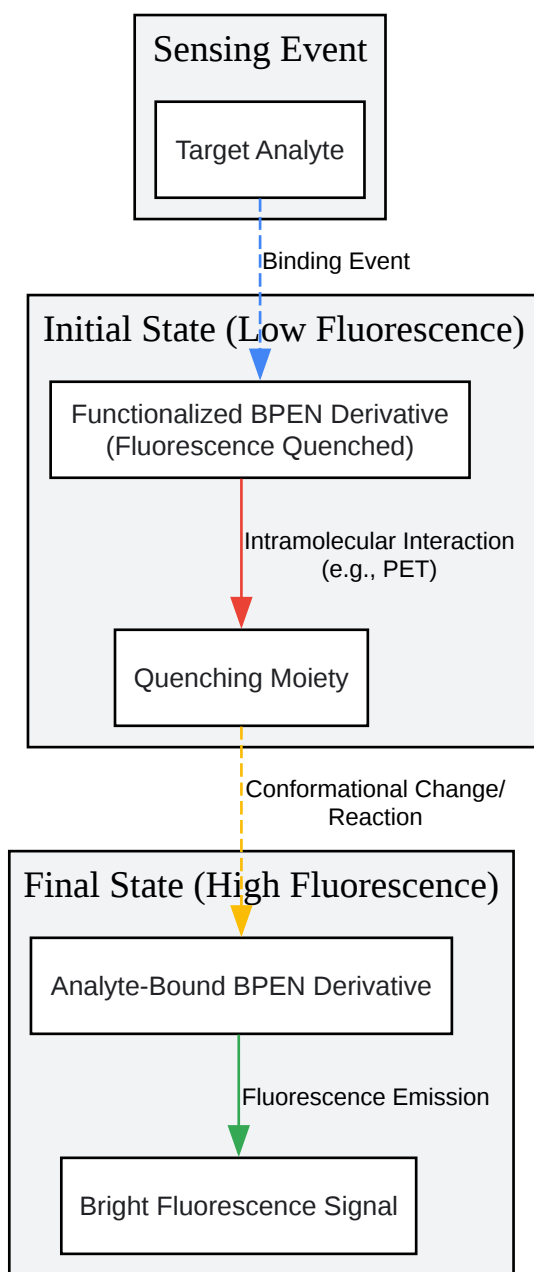 Sensing Event
Target Analyte
Binding Event
Initial State (Low Fluorescence)
Functionalized BPEN Derivative
(Fluorescence Quenched)
Intramolecular Interaction
(e.g., PET)
Quenching Moiety
Conformational Change/
Reaction
Final State (High Fluorescence)
Analyte-Bound BPEN Derivative
Fluorescence Emission
Bright Fluorescence Signal